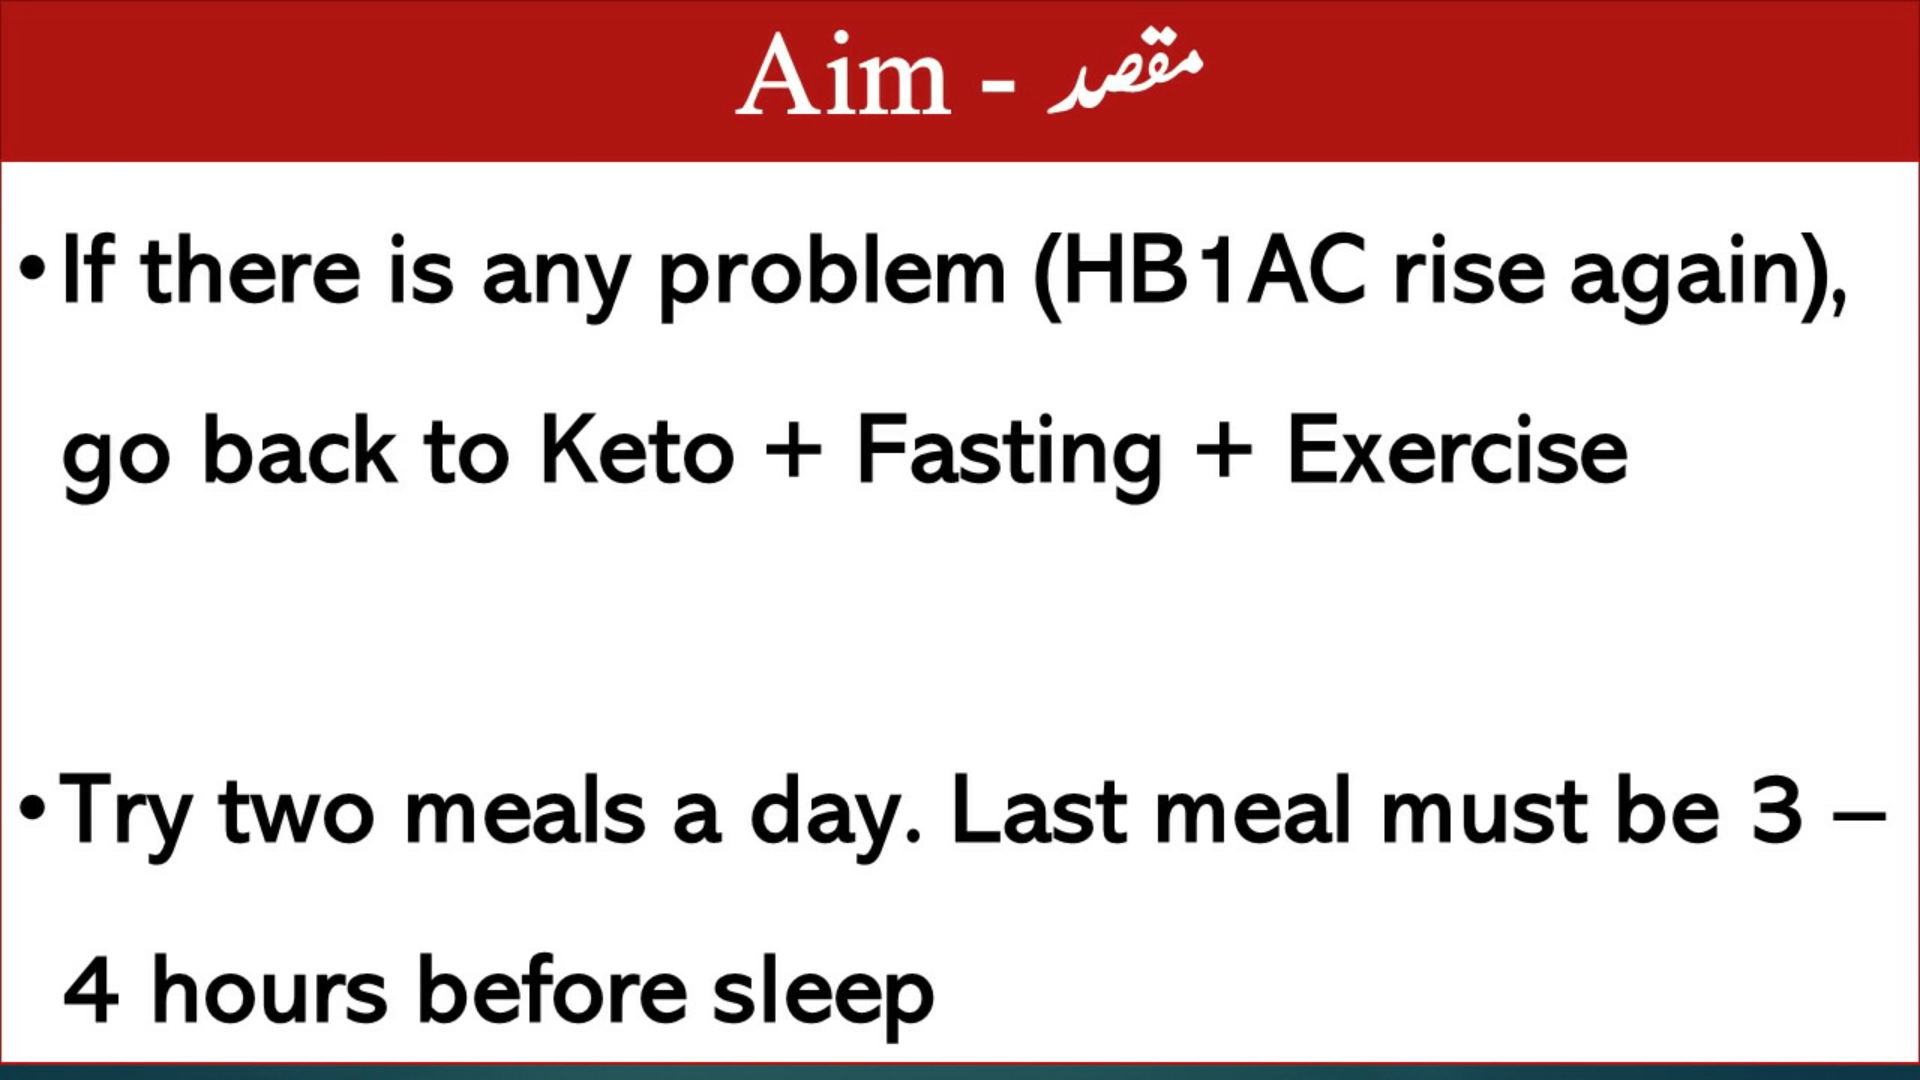 Aim - مقصد
•If there is any problem (HB1AC rise again),
go back to Keto + Fasting + Exercise
•Try two meals a day. Last meal must be 3 –
4 hours before sleep